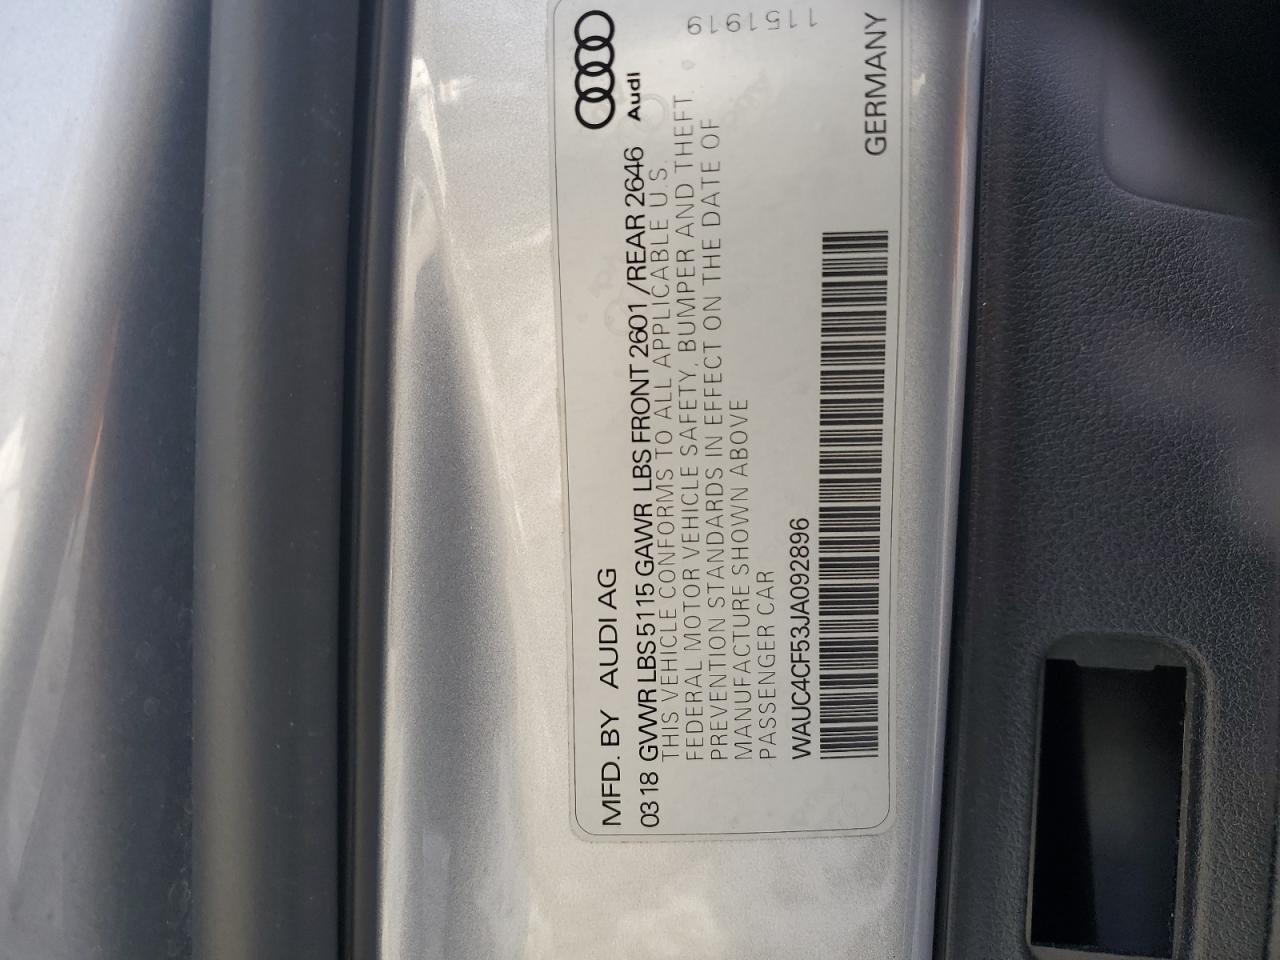 MFD. BY AUDI AG
0318 GVWR LBS 5115 GAWR LBS FRONT 2601 /REAR 2646
THIS VEHICLE CONFORMS TO ALL APPLICABLE U.S.
FEDERAL MOTOR VEHICLE SAFETY, BUMPER AND THEFT
PREVENTION STANDARDS IN EFFECT ON THE DATE OF
MANUFACTURE SHOWN ABOVE
PASSENGER CAR
WAUC4CF53JA092896
Audi
GERMANY
115 1919